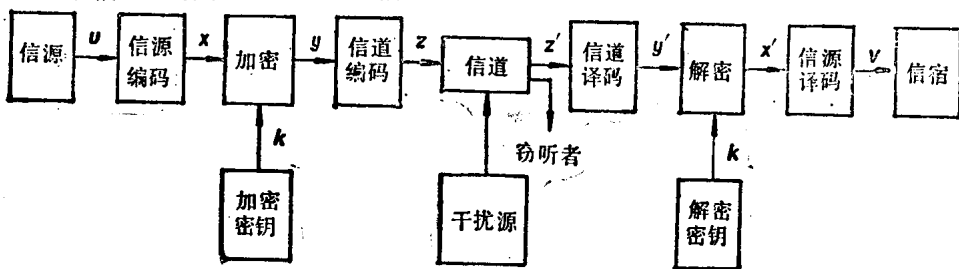 信源
υ
信源
编码
x
加密
y
信道
编码
z
信道
z′
信道
译码
y′
解密
x′
信源
译码
v
信宿
k
窃听者
k
加密
密钥
干扰源
解密
密钥